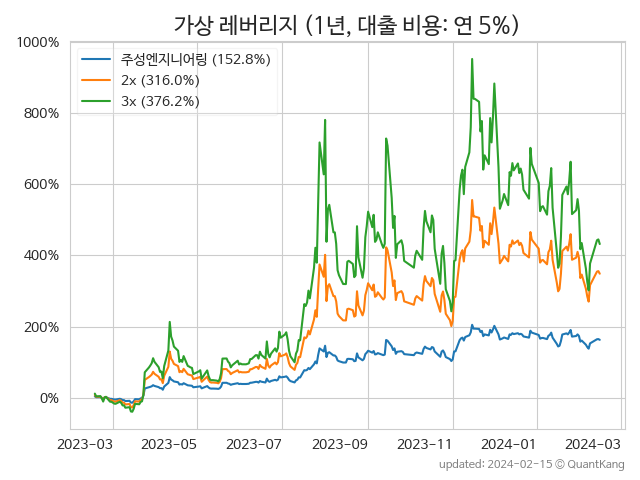 가상 레버리지 (1년, 대출 비용: 연 5%)
1000%
800%
600%
400%
200%
0%
주성엔지니어링 (152.8%)
2x (316.0%)
3x (376.2%)
2023-03 2023-05 2023-07 2023-09 2023-11 2024-01 2024-03
updated: 2024-02-15 ⓒ QuantKang